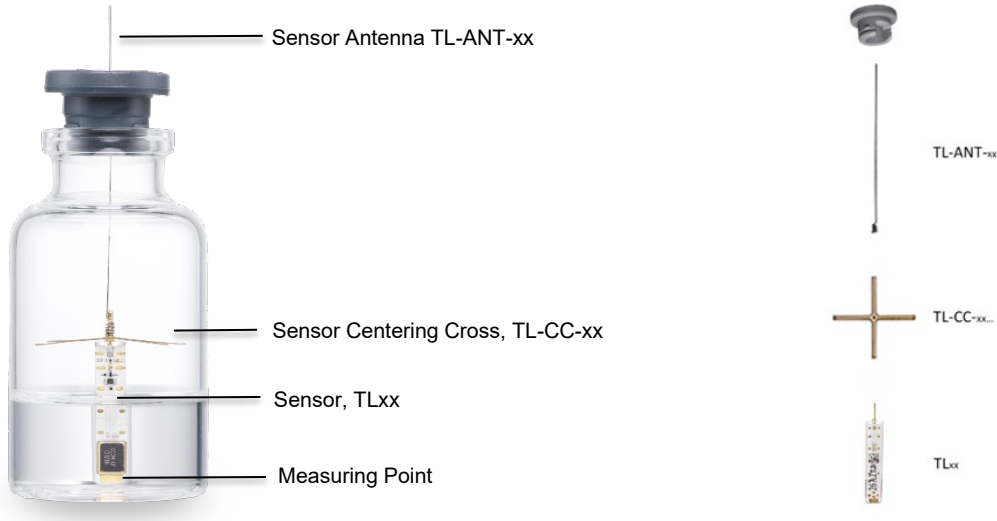 Sensor Antenna TL-ANT-xx
TL-ANT-xx
Sensor Centering Cross, TL-CC-xx
TL-CC-xx...
Sensor, TLxx
Measuring Point
TLxx